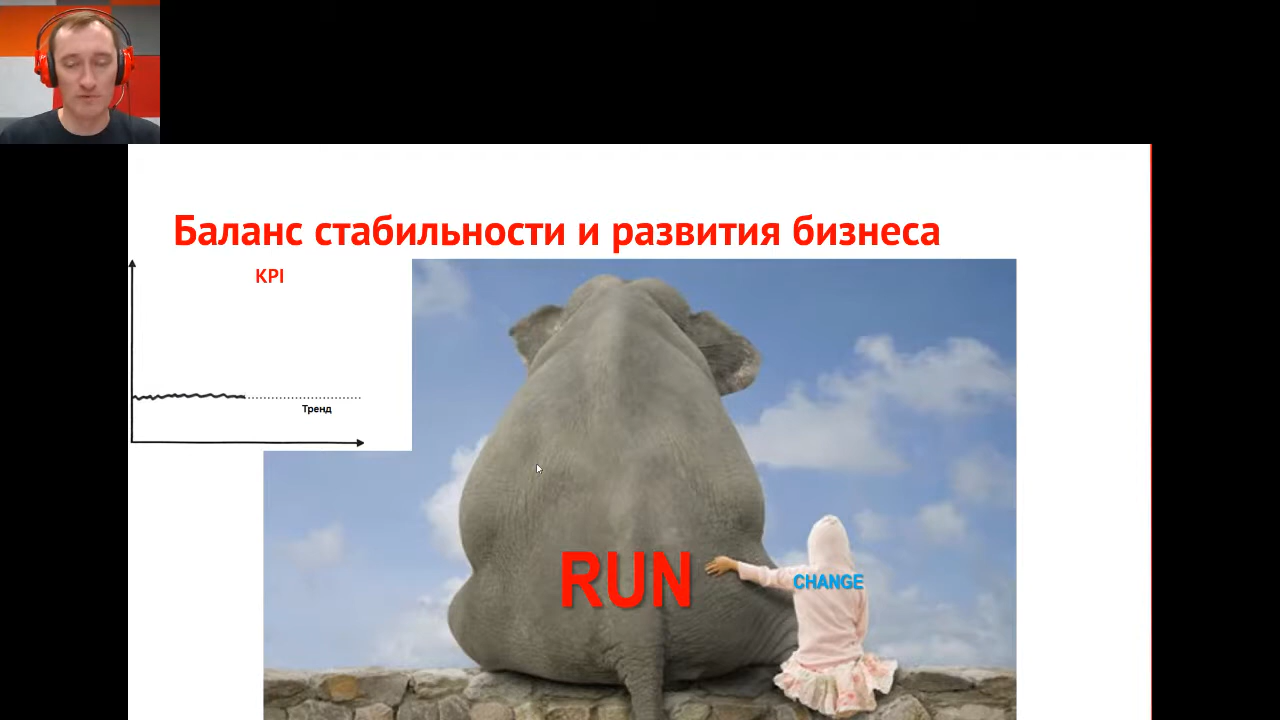 Баланс стабильности и развития бизнеса
KPI
Тренд
RUN
CHANGE